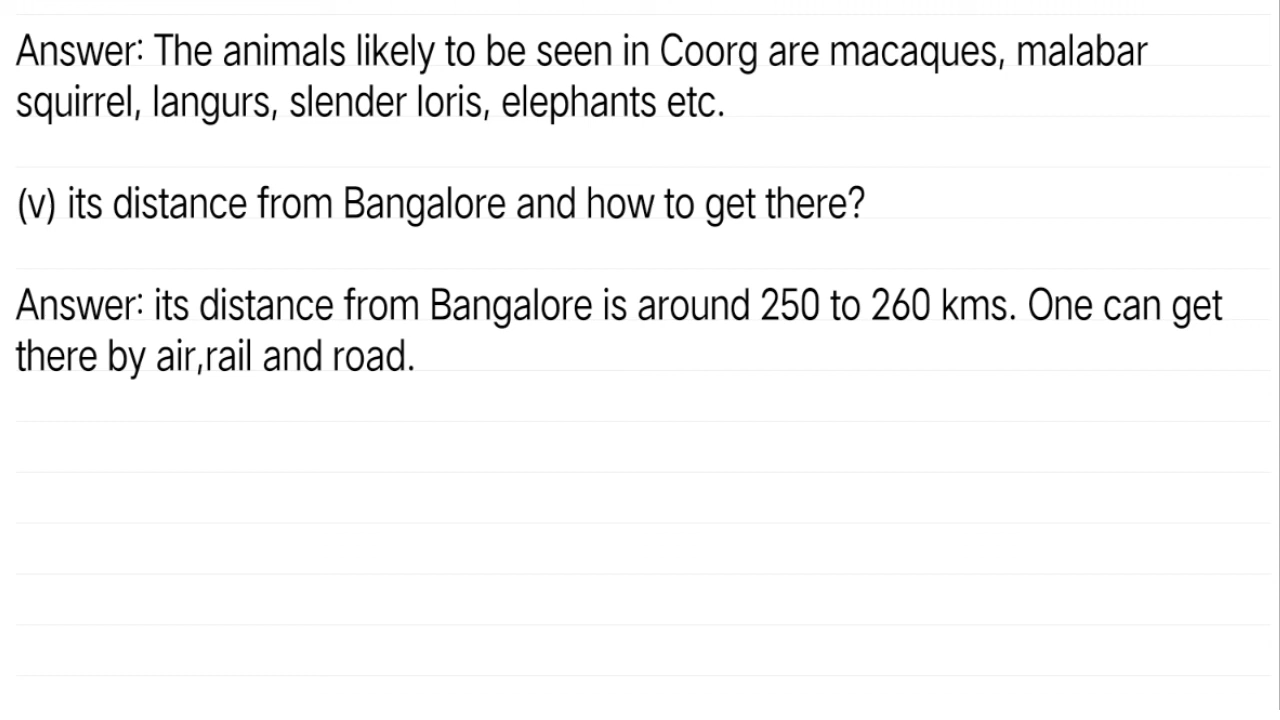 Answer: The animals likely to be seen in Coorg are macaques, malabar
squirrel, langurs, slender loris, elephants etc.
(v) its distance from Bangalore and how to get there?
Answer: its distance from Bangalore is around 250 to 260 kms. One can get
there by air,rail and road.